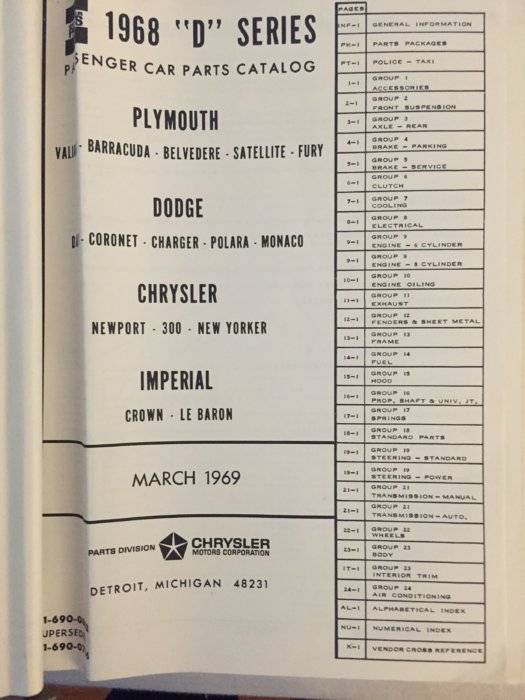 1968 "D" SERIES
PASSENGER CAR PARTS CATALOG
PLYMOUTH
BARRACUDA - BELVEDERE - SATELLITE - FURY
DODGE
CORONET - CHARGER - POLARA - MONACO
CHRYSLER
NEWPORT - 300 - NEW YORKER
IMPERIAL
CROWN - LE BARON
MARCH 1969
PARTS DIVISION CHRYSLER
MOTORS CORPORATION
DETROIT, MICHIGAN 48231
PAGES
INF-1 GENERAL INFORMATION
PK-1 PARTS PACKAGES
PT-1 POLICE - TAXI
1-1 GROUP 1
ACCESSORIES
2-1 GROUP 2
FRONT SUSPENSION
3-1 GROUP 3
AXLE - REAR
4-1 GROUP 4
BRAKE - PARKING
5-1 GROUP 5
BRAKE - SERVICE
6-1 GROUP 6
CLUTCH
7-1 GROUP 7
COOLING
8-1 GROUP 8
ELECTRICAL
9-1 GROUP 9
ENGINE - 6 CYLINDER
9-1 GROUP 9
ENGINE - 8 CYLINDER
10-1 GROUP 10
ENGINE OILING
11-1 GROUP 11
EXHAUST
12-1 GROUP 12
FENDERS & SHEET METAL
13-1 GROUP 13
FRAME
14-1 GROUP 14
FUEL
15-1 GROUP 15
HOOD
16-1 GROUP 16
PROP. SHAFT & UNIV. JT.
17-1 GROUP 17
SPRINGS
18-1 GROUP 18
STANDARD PARTS
19-1 GROUP 19
STEERING - STANDARD
19-1 GROUP 19
STEERING - POWER
21-1 GROUP 21
TRANSMISSION - MANUAL
21-1 GROUP 21
TRANSMISSION - AUTO.
22-1 GROUP 22
WHEELS
23-1 GROUP 23
BODY
IT-1 GROUP 23
INTERIOR TRIM
24-1 GROUP 24
AIR CONDITIONING
AL-1 ALPHABETICAL INDEX
NU-1 NUMERICAL INDEX
X-1 VENDOR CROSS REFERENCE